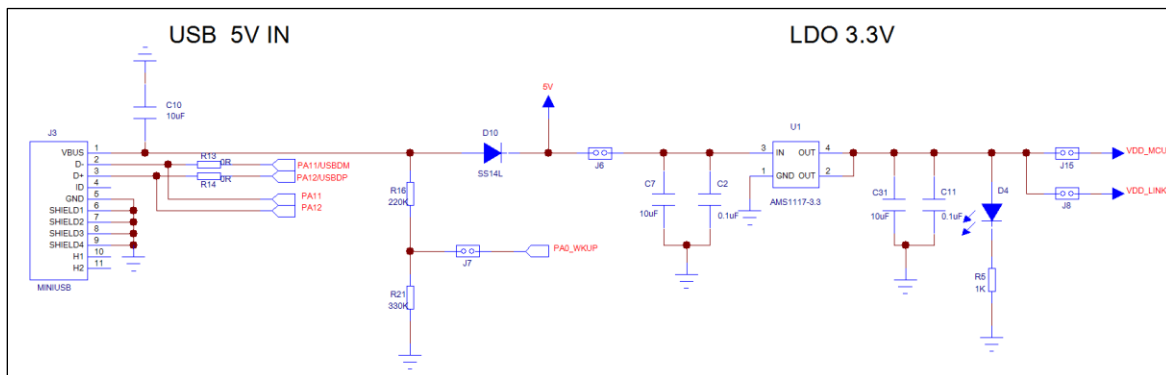 USB 5V IN
LDO 3.3V
C10
10uF
J3
VBUS
D-
D+
ID
GND
SHIELD1
SHIELD2
SHIELD3
SHIELD4
H1
H2
1
2
3
4
5
6
7
8
9
10
11
MINIUSB
R13
0R
R14
0R
PA11/USBDM
PA12/USBDP
PA11
PA12
R16
220K
R21
330K
J7
PA0_WKUP
D10
SS14L
5V
J6
C7
10uF
C2
0.1uF
U1
3
IN
OUT
4
1
GND
OUT
2
AMS1117-3.3
C31
10uF
C11
0.1uF
D4
R5
1K
J15
VDD_MCU
J8
VDD_LINK